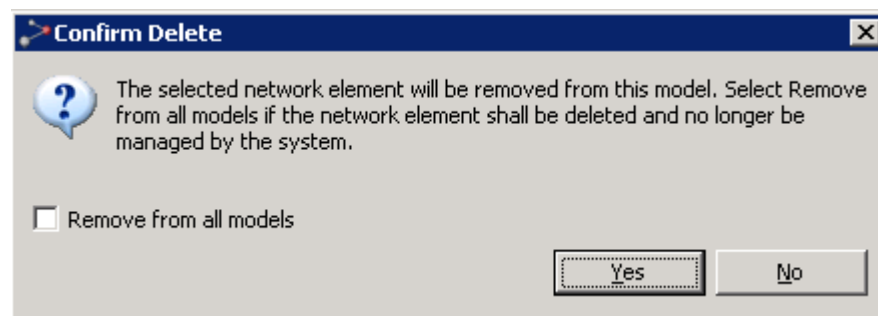 Confirm Delete
The selected network element will be removed from this model. Select Remove
from all models if the network element shall be deleted and no longer be
managed by the system.
Remove from all models
Yes No